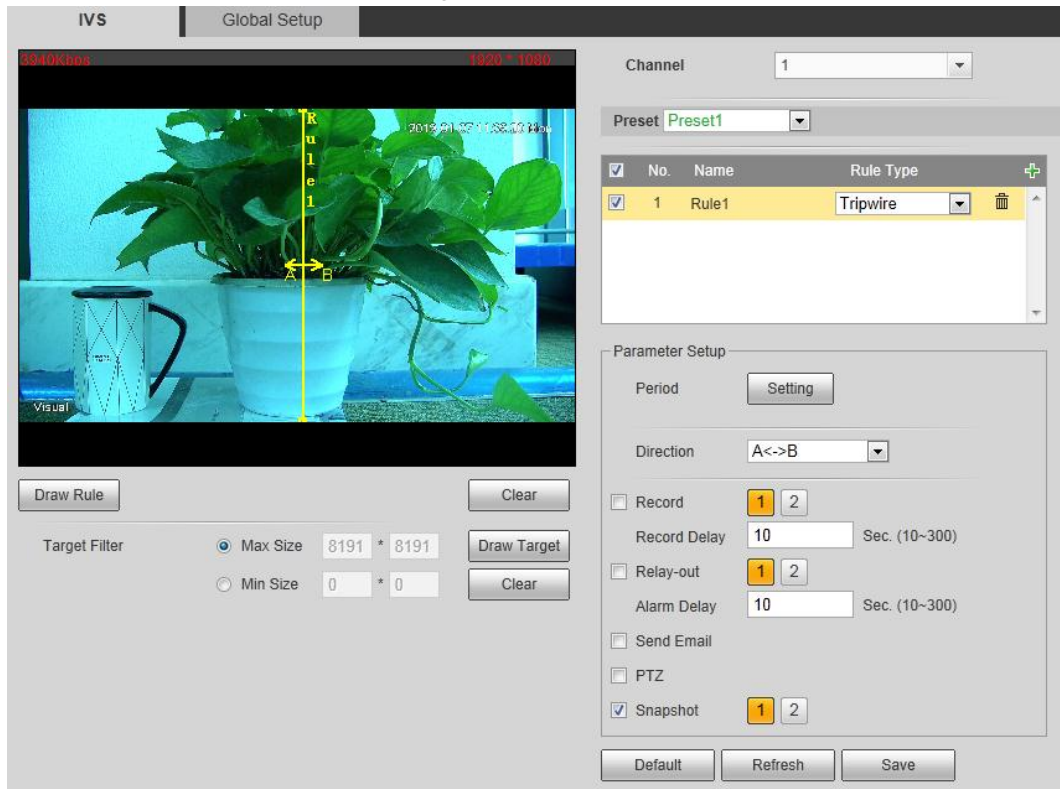 IVS Global Setup
3940Kbps 1920 * 1080
Rule1
A B
Visual
Draw Rule Clear
Target Filter Max Size 8191 * 8191 Draw Target
Min Size 0 * 0 Clear
Channel 1
Preset Preset1
No. Name Rule Type
1 Rule1 Tripwire
Parameter Setup
Period Setting
Direction A<->B
Record 1 2
Record Delay 10 Sec. (10~300)
Relay-out 1 2
Alarm Delay 10 Sec. (10~300)
Send Email
PTZ
Snapshot 1 2
Default Refresh Save